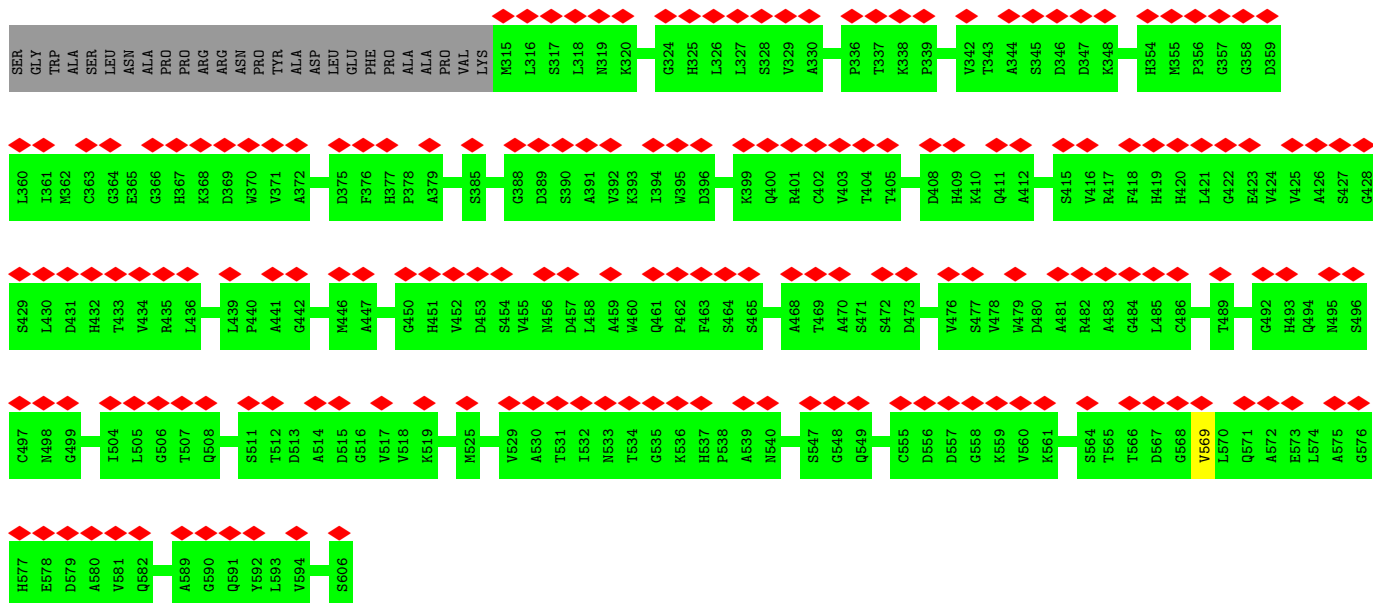 SER GLY TRP ALA SER LEU ASN ALA PRO PRO ARG ARG ASN PRO TYR ALA ASP LEU GLU PHE PRO ALA ALA PRO VAL LYS M315 L316 S317 L318 N319 K320 G324 H325 L326 L327 S328 V329 A330 P336 T337 K338 P339 V342 T343 A344 S345 D346 D347 K348 H354 M355 P356 G357 G358 D359
L360 I361 M362 C363 G364 E365 G366 H367 K368 D369 W370 V371 A372 D375 F376 H377 P378 A379 S385 G388 D389 S390 A391 V392 K393 I394 W395 D396 K399 Q400 R401 C402 V403 T404 T405 D408 H409 K410 Q411 A412 S415 V416 R417 F418 H419 H420 L421 G422 E423 V424 V425 A426 S427 G428
S429 L430 D431 H432 T433 V434 R435 L436 L439 P440 A441 G442 M446 A447 G450 H451 V452 D453 S454 V455 N456 D457 L458 A459 W460 Q461 P462 F463 S464 S465 A468 T469 A470 S471 S472 D473 V476 S477 V478 W479 D480 A481 R482 A483 G484 L485 C486 T489 G492 H493 Q494 N495 S496
C497 N498 G499 I504 L505 G506 T507 Q508 S511 T512 D513 A514 D515 G516 V517 V518 K519 M525 V529 A530 T531 I532 N533 T534 G535 K536 H537 P538 A539 N540 S547 G548 Q549 C555 D556 D557 G558 K559 V560 K561 S564 T565 T566 D567 G568 V569 L570 Q571 A572 E573 L574 A575 G576
H577 E578 D579 A580 V581 Q582 A589 G590 Q591 Y592 L593 V594 S606